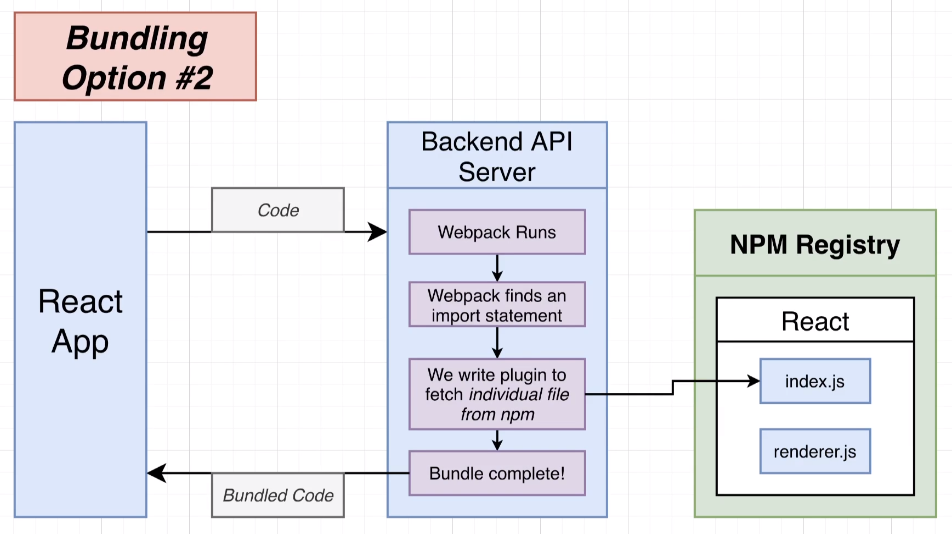 Bundling
Option #2
React
App
Code
Bundled Code
Backend API
Server
Webpack Runs
Webpack finds an
import statement
We write plugin to
fetch individual file
from npm
Bundle complete!
NPM Registry
React
index.js
renderer.js